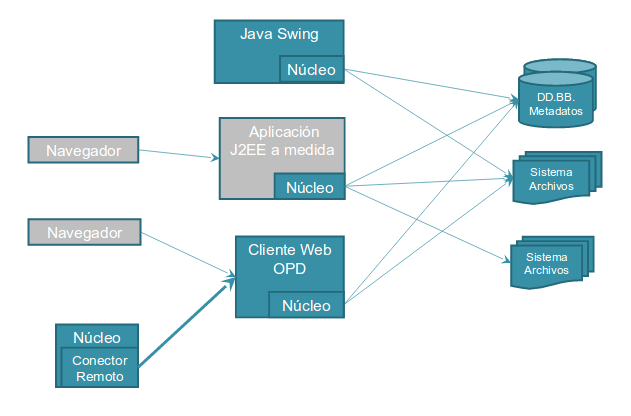 Java Swing
Núcleo
DD.BB.
Metadatos
Aplicación
J2EE a medida
Núcleo
Navegador
Sistema
Archivos
Navegador
Cliente Web
OPD
Núcleo
Sistema
Archivos
Núcleo
Conector
Remoto